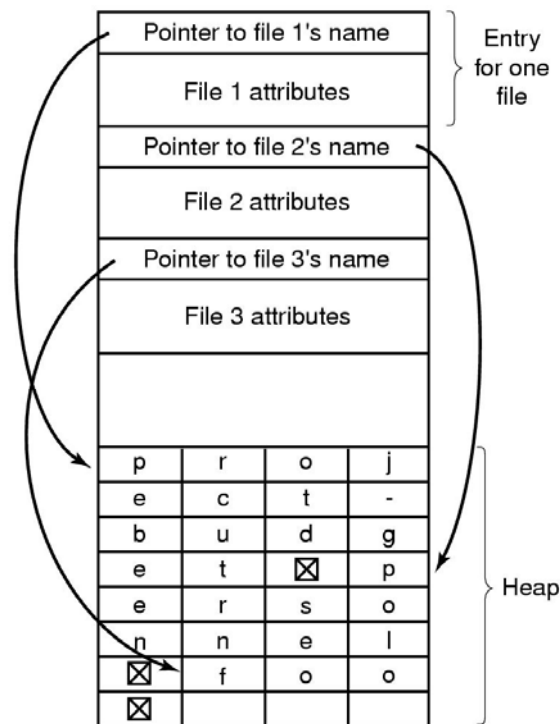 Pointer to file 1's name
Entry
for one
file
File 1 attributes
Pointer to file 2's name
File 2 attributes
Pointer to file 3's name
File 3 attributes
p r o j
e c t -
b u d g
e t ☒ p
e r s o
n n e l
☒ f o o
☒
Heap